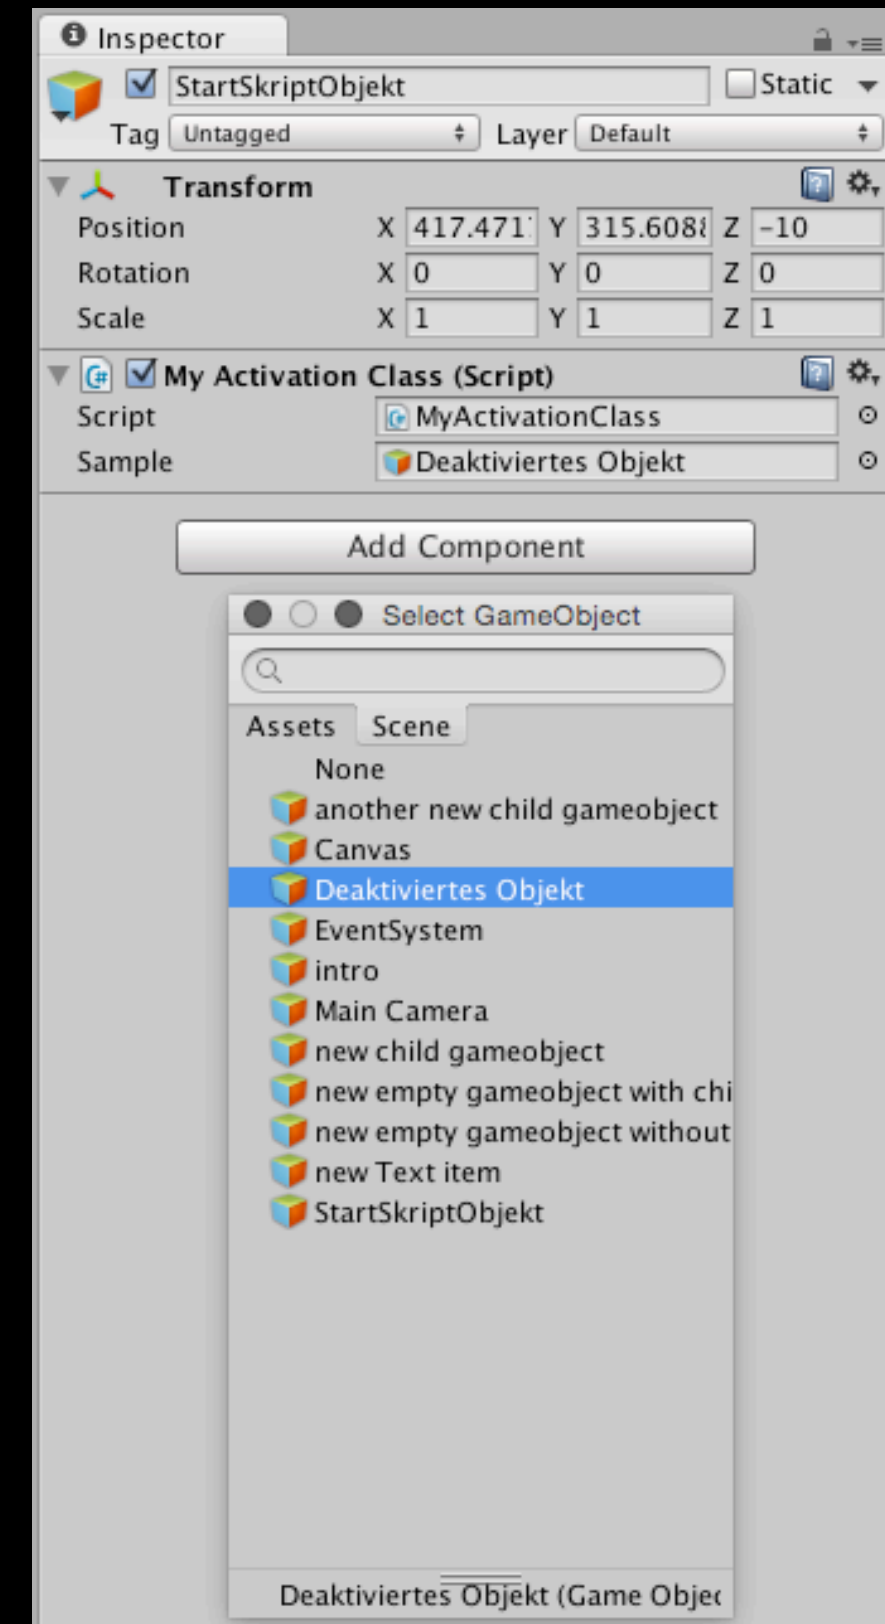 Inspector
StartSkriptObjekt Static
Tag Untagged Layer Default
Transform
Position X 417.471 Y 315.608 Z -10
Rotation X 0 Y 0 Z 0
Scale X 1 Y 1 Z 1
My Activation Class (Script)
Script MyActivationClass
Sample Deaktiviertes Objekt
Add Component
Select GameObject
Assets Scene
None
another new child gameobject
Canvas
Deaktiviertes Objekt
EventSystem
intro
Main Camera
new child gameobject
new empty gameobject with chi
new empty gameobject without
new Text item
StartSkriptObjekt
Deaktiviertes Objekt (Game Objec